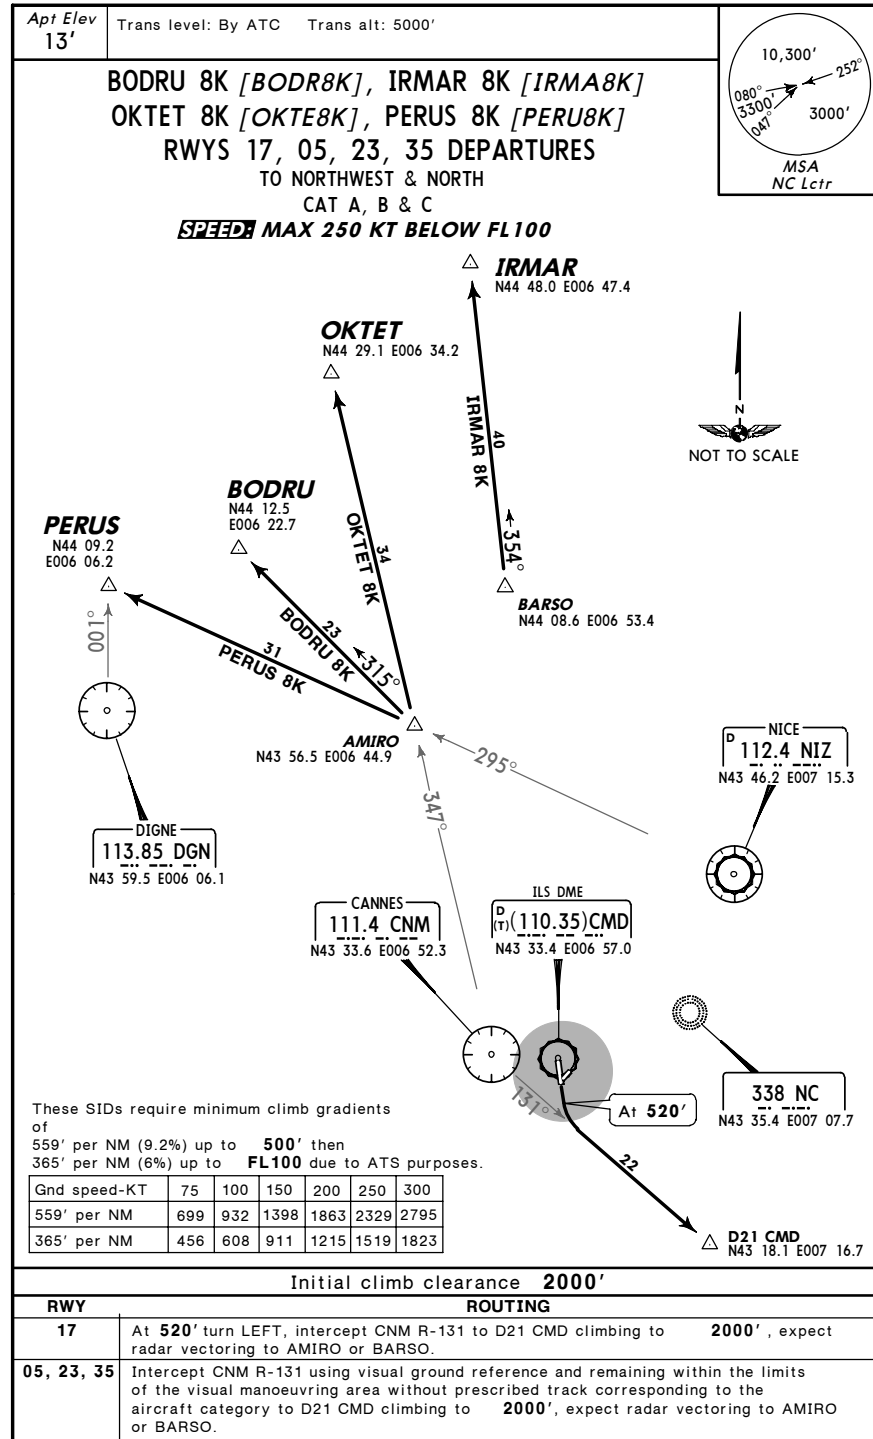 Apt Elev
13'
Trans level: By ATC Trans alt: 5000'
10,300'
252°
080°
3300'
047°
3000'
MSA
NC Lctr
BODRU 8K [BODR8K], IRMAR 8K [IRMA8K]
OKTET 8K [OKTE8K], PERUS 8K [PERU8K]
RWYS 17, 05, 23, 35 DEPARTURES
TO NORTHWEST & NORTH
CAT A, B & C
SPEED: MAX 250 KT BELOW FL100
IRMAR
N44 48.0 E006 47.4
OKTET
N44 29.1 E006 34.2
40
IRMAR 8K
N
NOT TO SCALE
BODRU
N44 12.5
E006 22.7
PERUS
N44 09.2
E006 06.2
34
OKTET 8K
354°
BARSO
N44 08.6 E006 53.4
001°
31
PERUS 8K
23
BODRU 8K
315°
AMIRO
N43 56.5 E006 44.9
295°
347°
NICE
D 112.4 NIZ
N43 46.2 E007 15.3
DIGNE
113.85 DGN
N43 59.5 E006 06.1
CANNES
111.4 CNM
N43 33.6 E006 52.3
ILS DME
D
(T) (110.35) CMD
N43 33.4 E006 57.0
131°
At 520'
338 NC
N43 35.4 E007 07.7
22
D21 CMD
N43 18.1 E007 16.7
These SIDs require minimum climb gradients
of
559' per NM (9.2%) up to 500' then
365' per NM (6%) up to FL100 due to ATS purposes.
Gnd speed-KT 75 100 150 200 250 300
559' per NM 699 932 1398 1863 2329 2795
365' per NM 456 608 911 1215 1519 1823
Initial climb clearance 2000'
RWY ROUTING
17 At 520' turn LEFT, intercept CNM R-131 to D21 CMD climbing to 2000', expect
radar vectoring to AMIRO or BARSO.
05, 23, 35 Intercept CNM R-131 using visual ground reference and remaining within the limits
of the visual manoeuvring area without prescribed track corresponding to the
aircraft category to D21 CMD climbing to 2000', expect radar vectoring to AMIRO
or BARSO.